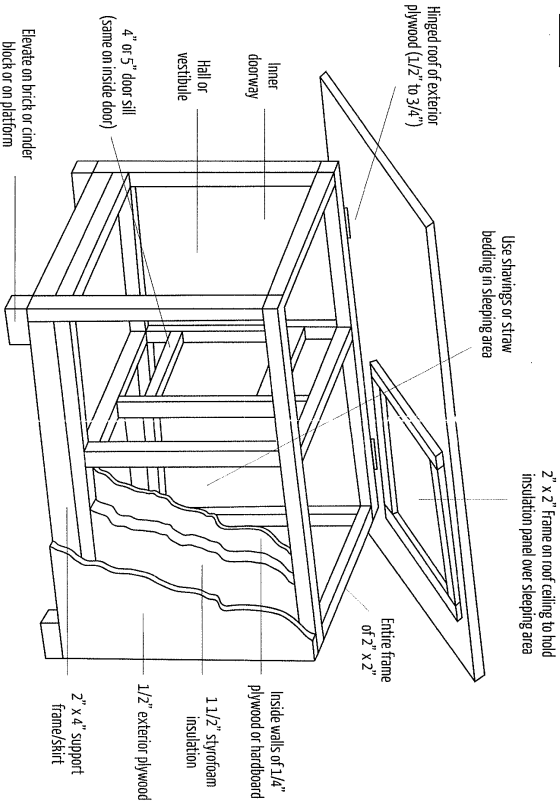 Hinged roof of exterior
plywood (1/2" to 3/4")
Inner
doorway
Hall or
vestibule
4" or 5" door sill
(same on inside door)
Elevate on brick or cinder
block or on platform
Use shavings or straw
bedding in sleeping area
2" x 2" Frame on roof ceiling to hold
insulation panel over sleeping area
Entire frame
of 2" x 2"
Inside walls of 1/4"
plywood or hardboard
1 1/2" styrofoam
insulation
1/2" exterior plywood
2" x 4" support
frame/skirt